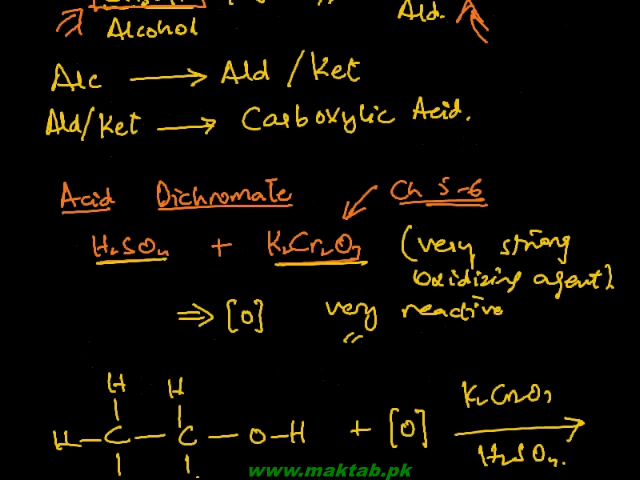 Alcohol Ald.
Alc → Ald / Ket
Ald/Ket → Carboxylic Acid.
Acid Dichromate Ch 5-6
H₂SO₄ + K₂Cr₂O₇ (very strong
oxidizing agent)
⇒ [O] very reactive
H H
H-C-C-O-H + [O] K₂Cr₂O₇
H₂SO₄.
www.maktab.pk